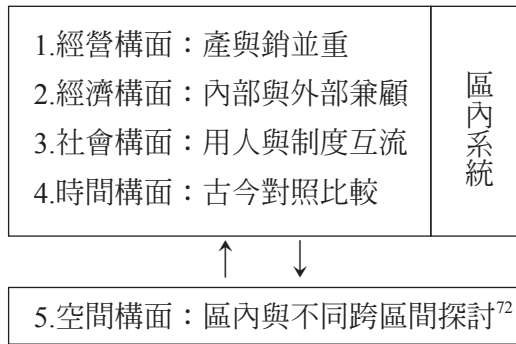 1.經營構面：產與銷並重
2.經濟構面：內部與外部兼顧
3.社會構面：用人與制度互流
4.時間構面：古今對照比較
區內系統
5.空間構面：區內與不同跨區間探討72